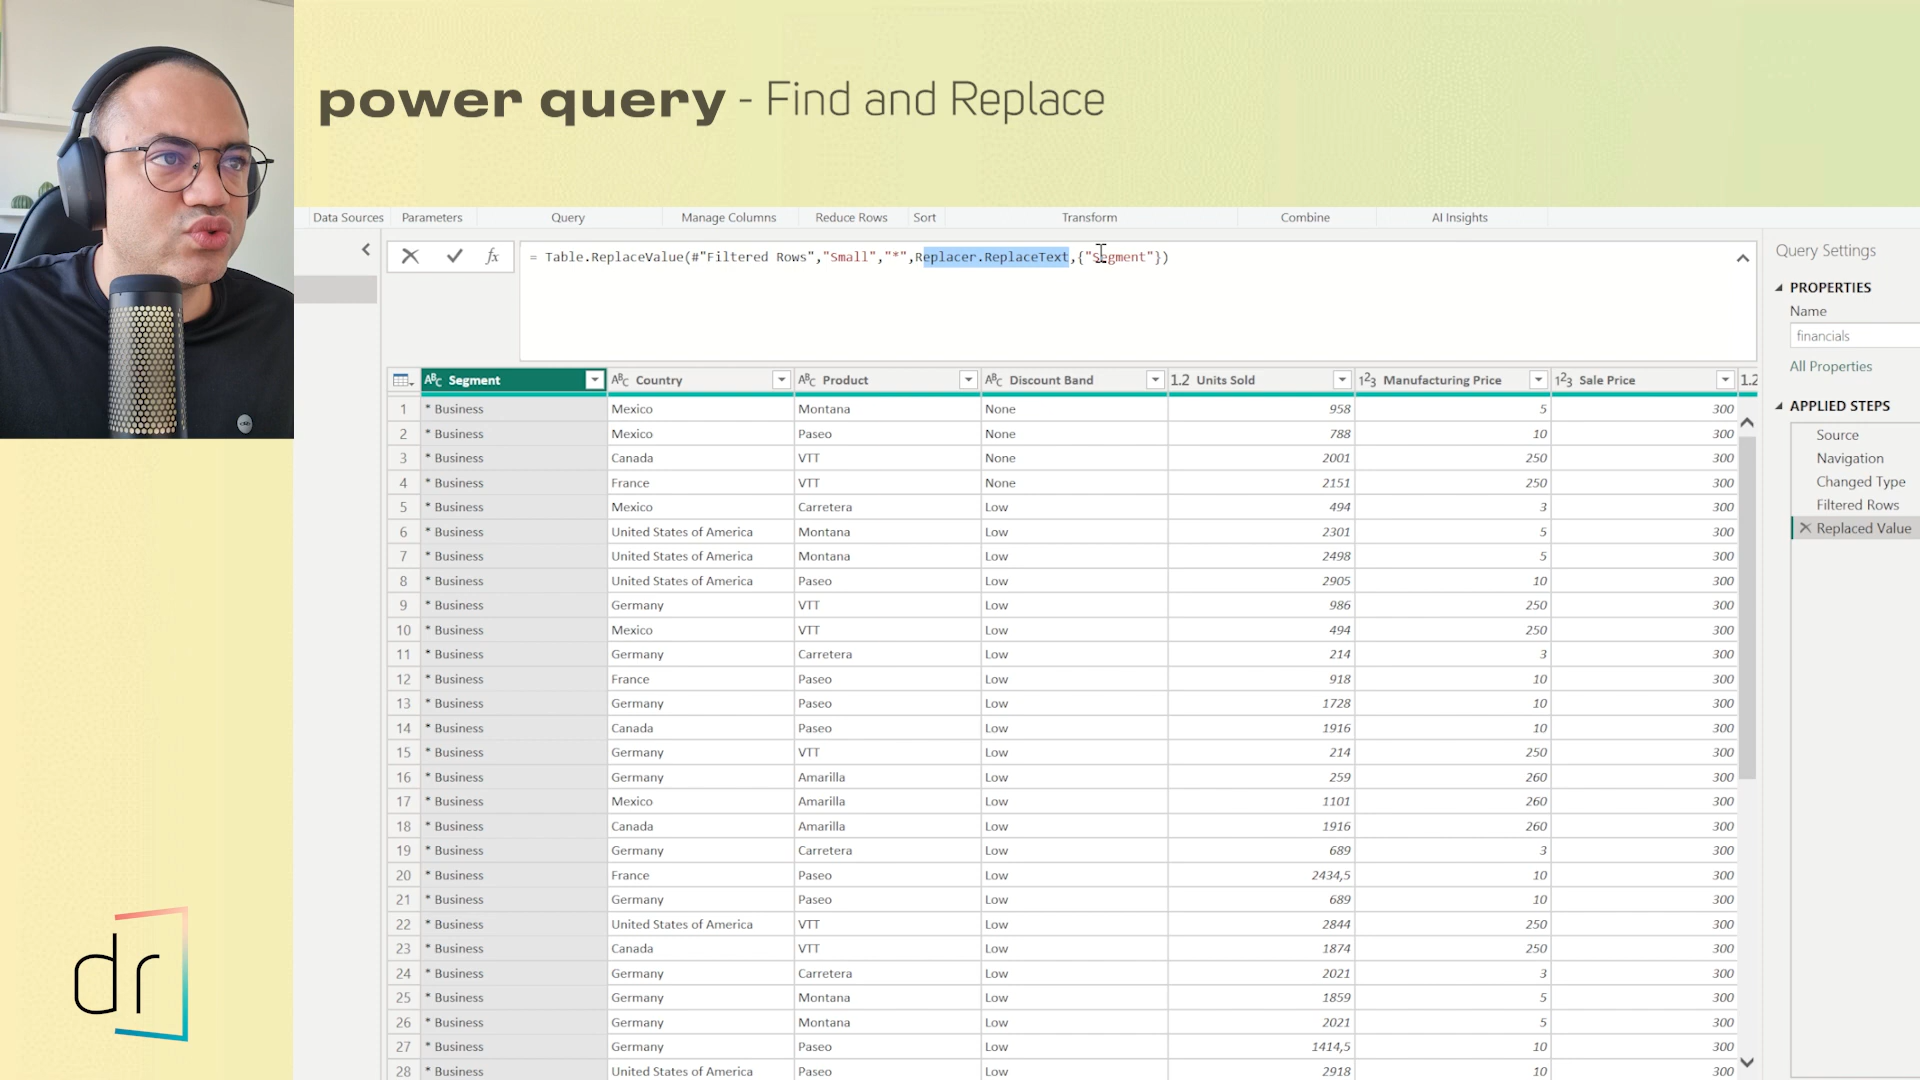 power query - Find and Replace
Data Sources Parameters Query Manage Columns Reduce Rows Sort Transform Combine AI Insights
= Table.ReplaceValue(#"Filtered Rows","Small","*",Replacer.ReplaceText,{"Segment"})
Query Settings
PROPERTIES
Name
financials
All Properties
APPLIED STEPS
Source
Navigation
Changed Type
Filtered Rows
Replaced Value
Segment Country Product Discount Band 1.2 Units Sold 123 Manufacturing Price 123 Sale Price 1.2
1 * Business Mexico Montana None 958 5 300
2 * Business Mexico Paseo None 788 10 300
3 * Business Canada VTT None 2001 250 300
4 * Business France VTT None 2151 250 300
5 * Business Mexico Carretera Low 494 3 300
6 * Business United States of America Montana Low 2301 5 300
7 * Business United States of America Montana Low 2498 5 300
8 * Business United States of America Paseo Low 2905 10 300
9 * Business Germany VTT Low 986 250 300
10 * Business Mexico VTT Low 494 250 300
11 * Business Germany Carretera Low 214 3 300
12 * Business France Paseo Low 918 10 300
13 * Business Germany Paseo Low 1728 10 300
14 * Business Canada Paseo Low 1916 10 300
15 * Business Germany VTT Low 214 250 300
16 * Business Germany Amarilla Low 259 260 300
17 * Business Mexico Amarilla Low 1101 260 300
18 * Business Canada Amarilla Low 1916 260 300
19 * Business Germany Carretera Low 689 3 300
20 * Business France Paseo Low 2434,5 10 300
21 * Business Germany Paseo Low 689 10 300
22 * Business United States of America VTT Low 2844 250 300
23 * Business Canada VTT Low 1874 250 300
24 * Business Germany Carretera Low 2021 3 300
25 * Business Germany Montana Low 1859 5 300
26 * Business Germany Montana Low 2021 5 300
27 * Business Germany Paseo Low 1414,5 10 300
28 * Business United States of America Paseo Low 2918 10 300
dr